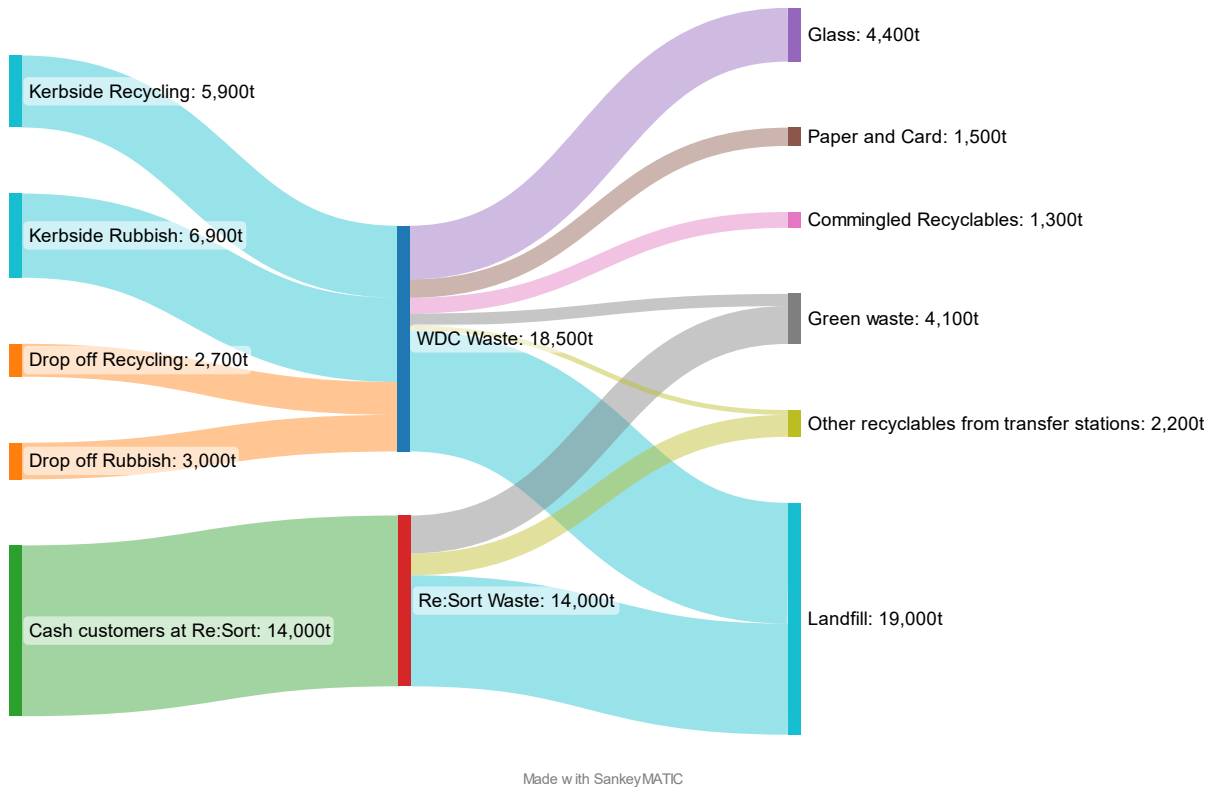 Kerbside Recycling: 5,900t
Kerbside Rubbish: 6,900t
Drop off Recycling: 2,700t
Drop off Rubbish: 3,000t
Cash customers at Re:Sort: 14,000t
WDC Waste: 18,500t
Re:Sort Waste: 14,000t
Glass: 4,400t
Paper and Card: 1,500t
Commingled Recyclables: 1,300t
Green waste: 4,100t
Other recyclables from transfer stations: 2,200t
Landfill: 19,000t
Made with SankeyMATIC